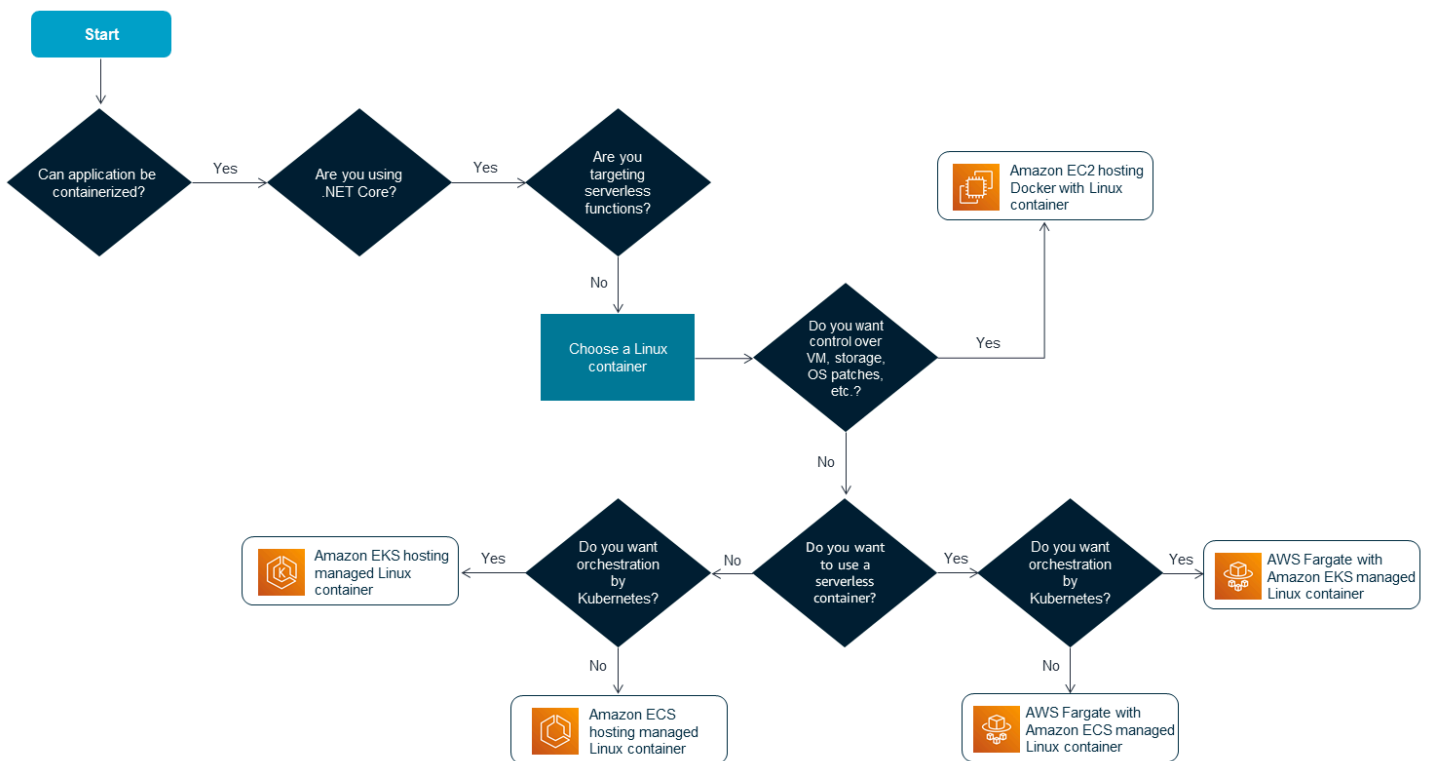 Start
Can application be
containerized?
Yes
Are you using
.NET Core?
Yes
Are you
targeting
serverless
functions?
No
Choose a Linux
container
Do you want
control over
VM, storage,
OS patches,
etc.?
Yes
Amazon EC2 hosting
Docker with Linux
container
No
Do you want
to use a
serverless
container?
No
Do you want
orchestration
by
Kubernetes?
Yes
Amazon EKS hosting
managed Linux
container
No
Amazon ECS
hosting managed
Linux container
Yes
Do you want
orchestration
by
Kubernetes?
Yes
AWS Fargate with
Amazon EKS managed
Linux container
No
AWS Fargate with
Amazon ECS managed
Linux container